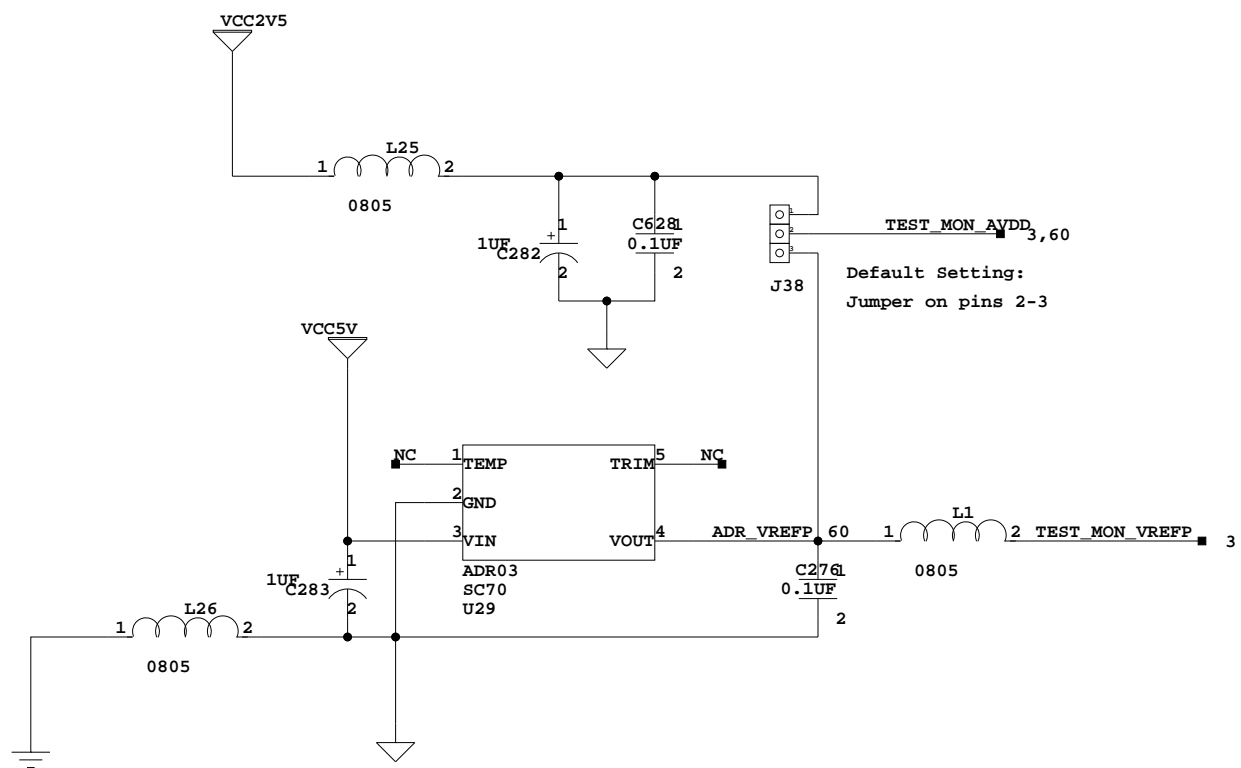 VCC2V5
L25
1 2
0805
1 C628 1
1UF + 0.1UF
C282
2 2
1
2
3
J38
TEST_MON_AVDD 3,60
Default Setting:
Jumper on pins 2-3
VCC5V
NC 1 TEMP TRIM 5 NC
2 GND
3 VIN VOUT 4 ADR_VREFP 60
L1
1 2 TEST_MON_VREFP 3
0805
ADR03
SC70
U29
1
1UF +
C283
2
C276 1
0.1UF
2
L26
1 2
0805